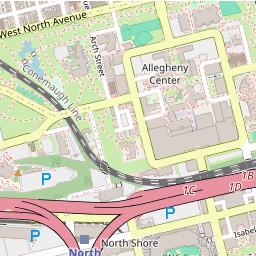 West North Avenue
Arch Street
Allegheny
Center
Conemaugh Line
P
P
1B
1C
1D
P
North
North Shore
Isabel